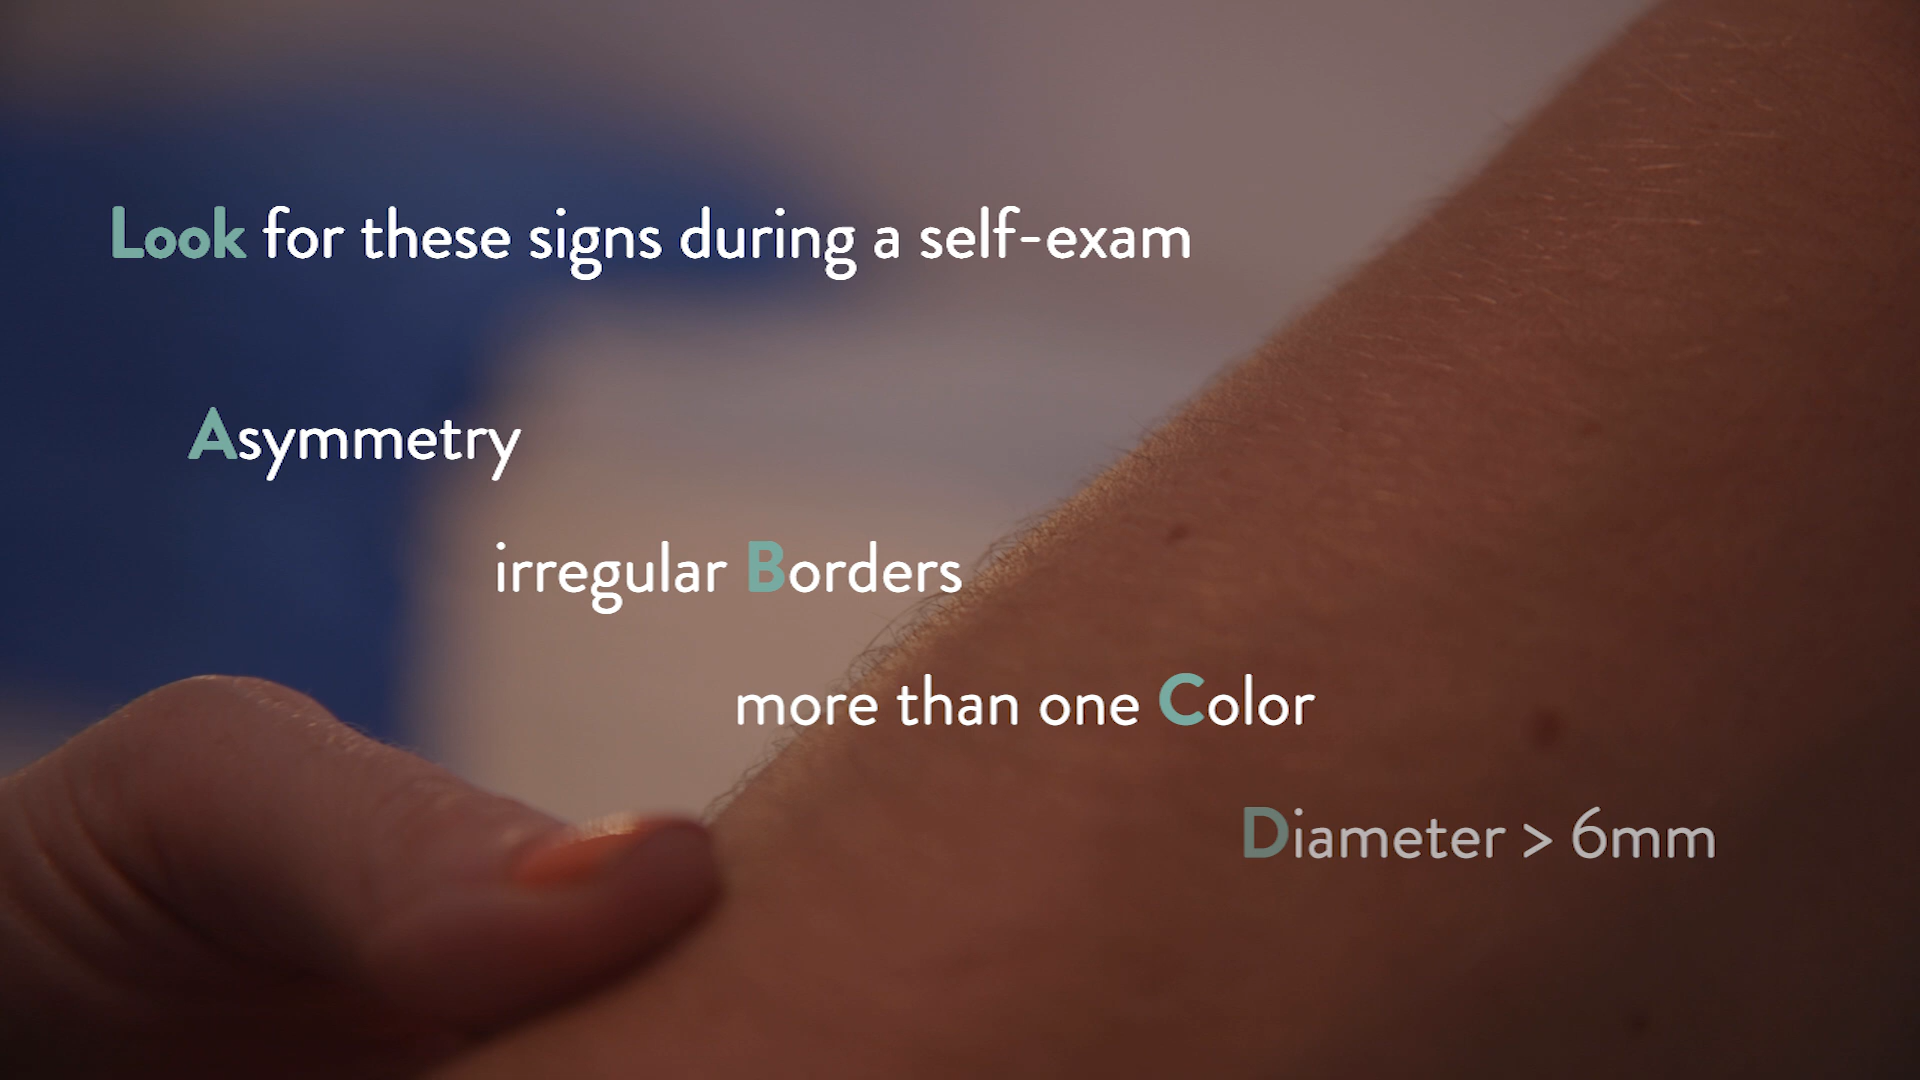 Look for these signs during a self-exam
Asymmetry
irregular Borders
more than one Color
Diameter > 6mm